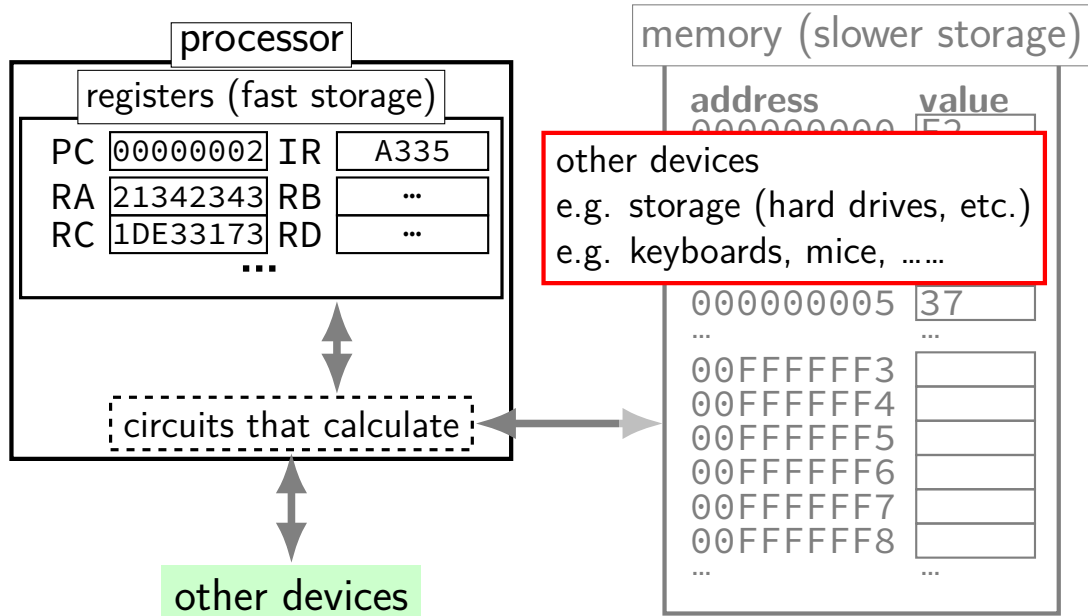 processor
registers (fast storage)
PC 00000002 IR A335
RA 21342343 RB …
RC 1DE33173 RD …
…
circuits that calculate
other devices
memory (slower storage)
address value
000000000 F2
other devices
e.g. storage (hard drives, etc.)
e.g. keyboards, mice, ……
000000005 37
… …
00FFFFFF3
00FFFFFF4
00FFFFFF5
00FFFFFF6
00FFFFFF7
00FFFFFF8
… …